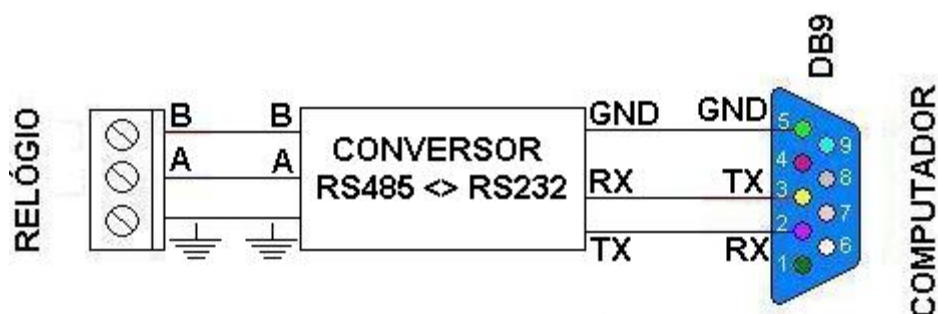 RELÓGIO
B
A
B
A
CONVERSOR
RS485 <> RS232
GND
RX
TX
GND
TX
RX
DB9
5
4
3
2
1
9
8
7
6
COMPUTADOR